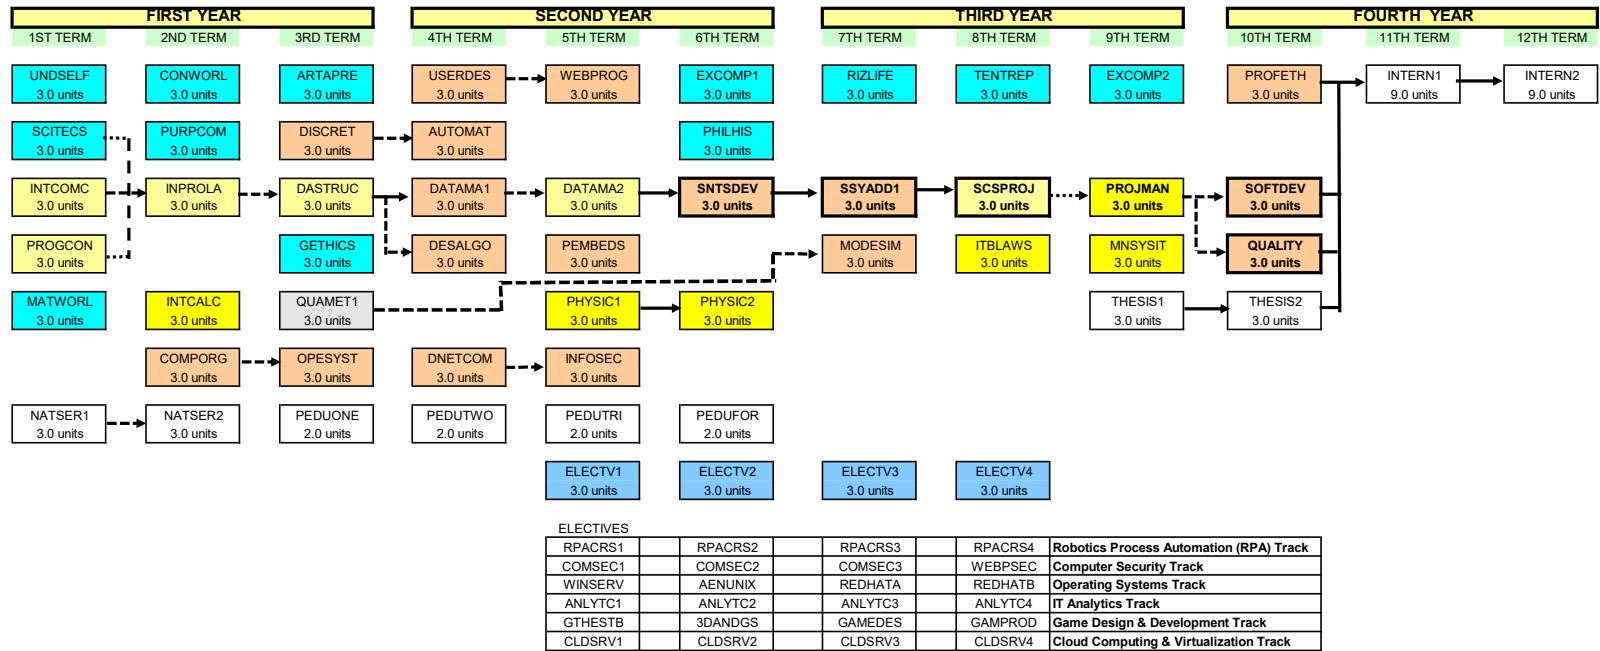 FIRST YEAR SECOND YEAR THIRD YEAR FOURTH YEAR
1ST TERM 2ND TERM 3RD TERM 4TH TERM 5TH TERM 6TH TERM 7TH TERM 8TH TERM 9TH TERM 10TH TERM 11TH TERM 12TH TERM
UNDSELF CONWORL ARTAPRE USERDES WEBPROG EXCOMP1 RIZLIFE TENTREP EXCOMP2 PROFETH INTERN1 INTERN2
3.0 units 3.0 units 3.0 units 3.0 units 3.0 units 3.0 units 3.0 units 3.0 units 3.0 units 3.0 units 9.0 units 9.0 units
SCITECS PURPCOM DISCRET AUTOMAT PHILHIS
3.0 units 3.0 units 3.0 units 3.0 units 3.0 units
INTCOMC INPROLA DASTRUC DATAMA1 DATAMA2 SNTSDEV SSYADD1 SCSPROJ PROJMAN SOFTDEV
3.0 units 3.0 units 3.0 units 3.0 units 3.0 units 3.0 units 3.0 units 3.0 units 3.0 units 3.0 units
PROGCON GETHICS DESALGO PEMBEDS MODESIM ITBLAWS MNSYSIT QUALITY
3.0 units 3.0 units 3.0 units 3.0 units 3.0 units 3.0 units 3.0 units 3.0 units
MATWORL INTCALC QUAMET1 PHYSIC1 PHYSIC2 THESIS1 THESIS2
3.0 units 3.0 units 3.0 units 3.0 units 3.0 units 3.0 units 3.0 units
COMPORG OPESYST DNETCOM INFOSEC
3.0 units 3.0 units 3.0 units 3.0 units
NATSER1 NATSER2 PEDUONE PEDUTWO PEDUTRI PEDUFOR
3.0 units 3.0 units 2.0 units 2.0 units 2.0 units 2.0 units
ELECTV1 ELECTV2 ELECTV3 ELECTV4
3.0 units 3.0 units 3.0 units 3.0 units
ELECTIVES
RPACRS1 RPACRS2 RPACRS3 RPACRS4 Robotics Process Automation (RPA) Track
COMSEC1 COMSEC2 COMSEC3 WEBPSEC Computer Security Track
WINSERV AENUNIX REDHATA REDHATB Operating Systems Track
ANLYTC1 ANLYTC2 ANLYTC3 ANLYTC4 IT Analytics Track
GTHESTB 3DANDGS GAMEDES GAMPROD Game Design & Development Track
CLDSRV1 CLDSRV2 CLDSRV3 CLDSRV4 Cloud Computing & Virtualization Track